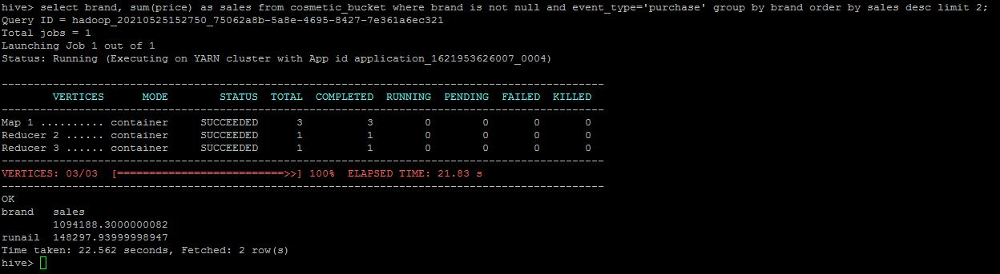 hive> select brand, sum(price) as sales from cosmetic_bucket where brand is not null and event_type='purchase' group by brand order by sales desc limit 2;
Query ID = hadoop_20210525152750_75062a8b-5a8e-4695-8427-7e361a6ec321
Total jobs = 1
Launching Job 1 out of 1
Status: Running (Executing on YARN cluster with App id application_1621953626007_0004)
----------------------------------------------------------------------------------------------
VERTICES MODE STATUS TOTAL COMPLETED RUNNING PENDING FAILED KILLED
----------------------------------------------------------------------------------------------
Map 1 .......... container SUCCEEDED 3 3 0 0 0 0
Reducer 2 ...... container SUCCEEDED 1 1 0 0 0 0
Reducer 3 ...... container SUCCEEDED 1 1 0 0 0 0
----------------------------------------------------------------------------------------------
VERTICES: 03/03 [==========================>>] 100% ELAPSED TIME: 21.83 s
----------------------------------------------------------------------------------------------
OK
brand sales
1094188.3000000082
runail 148297.93999998947
Time taken: 22.562 seconds, Fetched: 2 row(s)
hive>